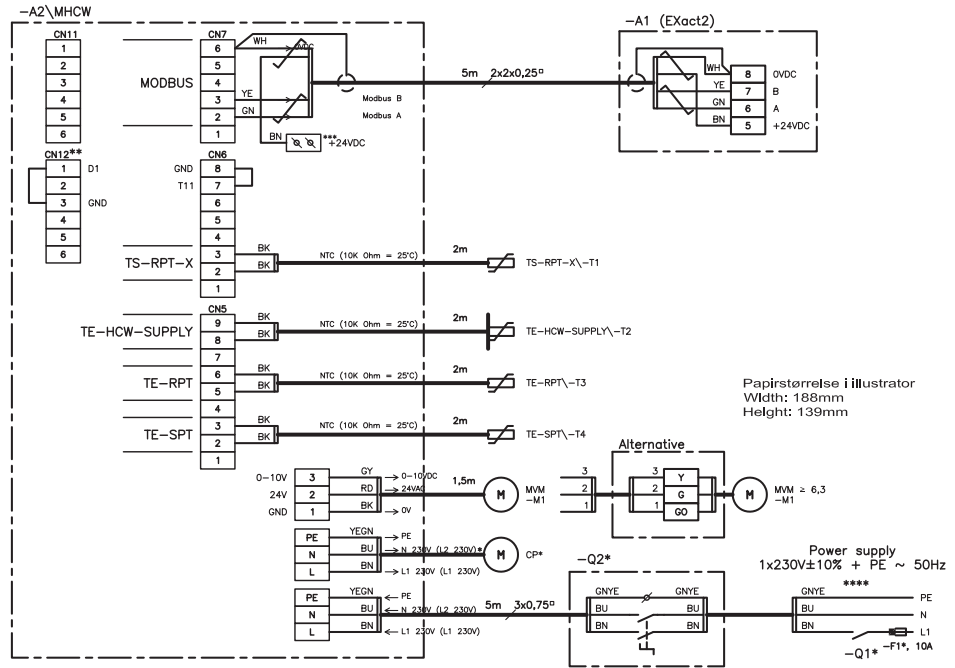 -A2\MHCW
-A1 (EXact2)
CN11
1
2
3
4
5
6
CN7
6
5
4
3
2
1
MODBUS
WH
0VDC
YE
GN
BN
***
+24VDC
Modbus B
Modbus A
5m 2x2x0,25¤
WH
YE
GN
BN
8 0VDC
7 B
6 A
5 +24VDC
CN12**
1 D1
2
3 GND
4
5
6
CN6
GND 8
T11 7
6
5
4
3
2
1
TS-RPT-X
BK
BK
NTC (10K Ohm = 25°C)
2m
TS-RPT-X\-T1
CN5
9
8
7
6
5
4
3
2
1
TE-HCW-SUPPLY
BK
BK
NTC (10K Ohm = 25°C)
2m
TE-HCW-SUPPLY\-T2
TE-RPT
BK
BK
NTC (10K Ohm = 25°C)
2m
TE-RPT\-T3
TE-SPT
BK
BK
NTC (10K Ohm = 25°C)
2m
TE-SPT\-T4
Papirstørrelse i illustrator
Width: 188mm
Height: 139mm
0-10V 3 GY 0-10VDC
24V 2 RD 24VAC
GND 1 BK 0V
1,5m
M
MVM
-M1
Alternative
3
2
1
3 Y
2 G
1 GO
M
MVM ≥ 6,3
-M1
PE YEGN PE
N BU N 230V (L2 230V)*
L BN L1 230V (L1 230V)
M
CP*
PE YEGN PE
N BU N 230V (L2 230V)
L BN L1 230V (L1 230V)
5m 3x0,75¤
-Q2*
GNYE GNYE
BU BU
BN BN
Power supply
1x230V±10% + PE ~ 50Hz
****
GNYE PE
BU N
BN L1
-Q1*
-F1*, 10A